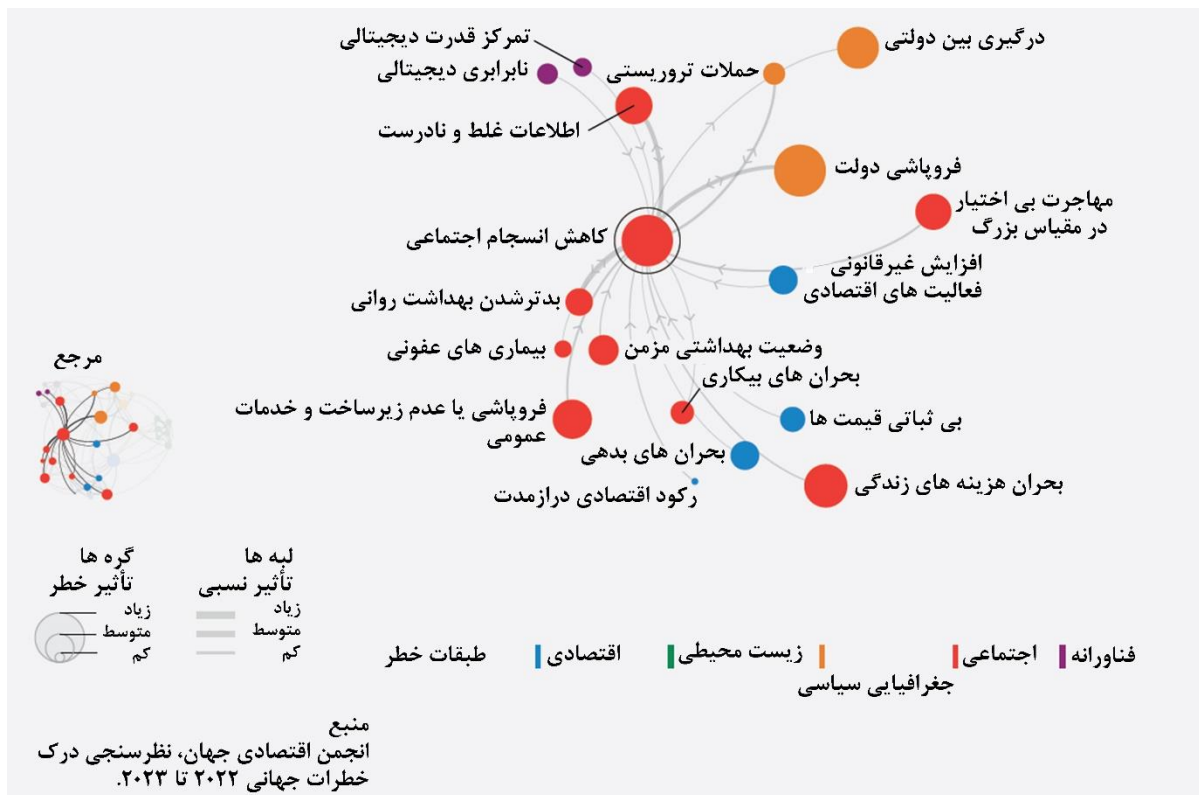 تمرکز قدرت دیجیتالی
نابرابری دیجیتالی
حملات تروریستی
درگیری بین دولتی
اطلاعات غلط و نادرست
فروپاشی دولت
مهاجرت بی اختیار
در مقیاس بزرگ
کاهش انسجام اجتماعی
افزایش غیرقانونی
فعالیت های اقتصادی
بدترشدن بهداشت روانی
بیماری های عفونی
وضعیت بهداشتی مزمن
بحران های بیکاری
فروپاشی یا عدم زیرساخت و خدمات
عمومی
بی ثباتی قیمت ها
بحران های بدهی
بحران هزینه های زندگی
رکود اقتصادی درازمدت
مرجع
گره ها
تأثیر خطر
زیاد
متوسط
کم
لبه ها
تأثیر نسبی
زیاد
متوسط
کم
طبقات خطر
اقتصادی
زیست محیطی
جغرافیایی سیاسی
اجتماعی
فناورانه
منبع
انجمن اقتصادی جهان، نظرسنجی درک
خطرات جهانی ۲۰۲۲ تا ۲۰۲۳.